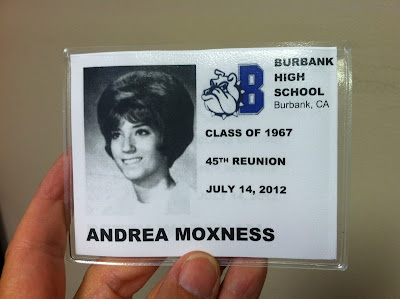 B
BURBANK
HIGH
SCHOOL
Burbank, CA
CLASS OF 1967
45TH REUNION
JULY 14, 2012
ANDREA MOXNESS